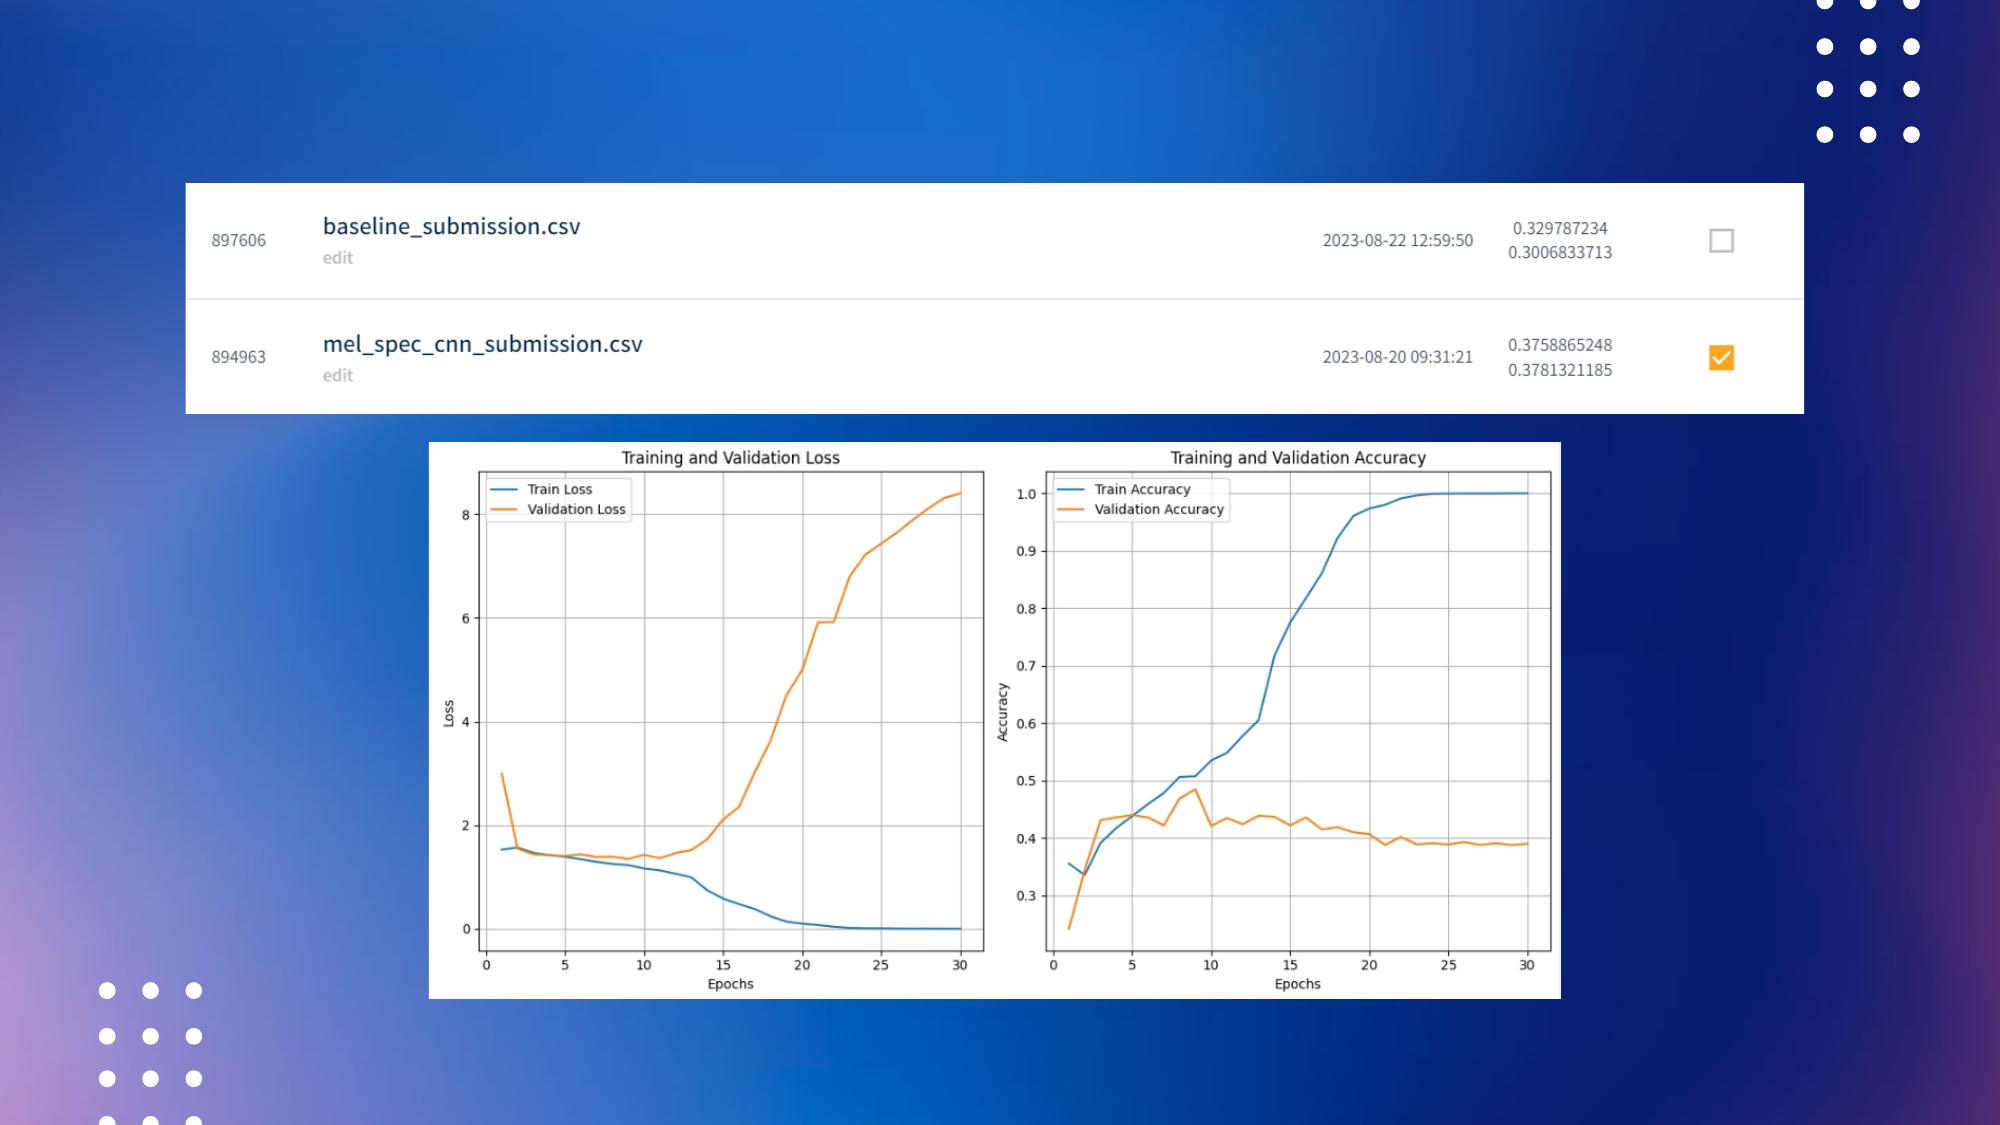 897606
baseline_submission.csv
edit
2023-08-22 12:59:50
0.329787234
0.3006833713
894963
mel_spec_cnn_submission.csv
edit
2023-08-20 09:31:21
0.3758865248
0.3781321185
Training and Validation Loss
Train Loss
Validation Loss
8
6
4
2
0
Loss
0 5 10 15 20 25 30
Epochs
Training and Validation Accuracy
Train Accuracy
Validation Accuracy
1.0
0.9
0.8
0.7
0.6
0.5
0.4
0.3
Accuracy
0 5 10 15 20 25 30
Epochs